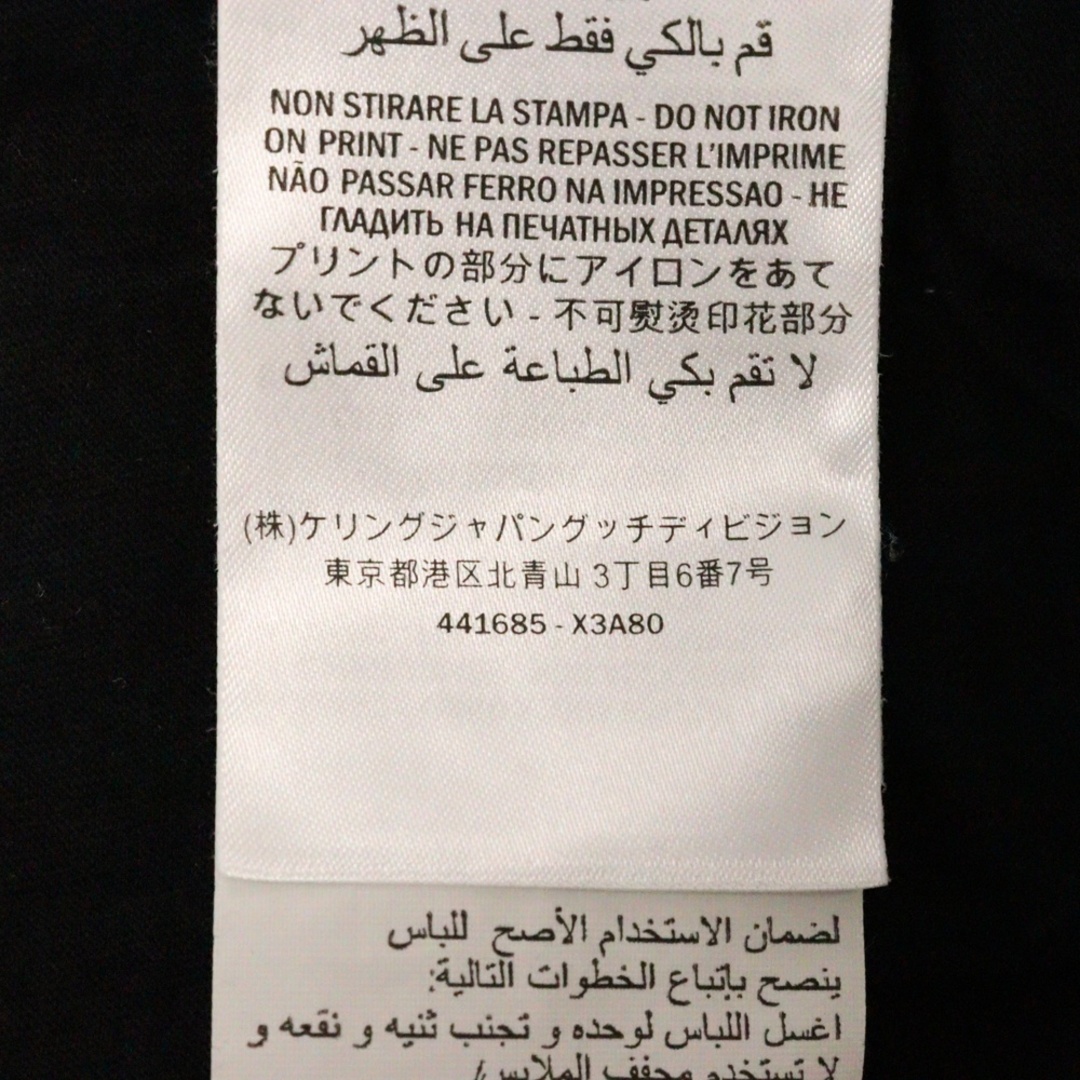 قم بالكي فقط على الظهر
NON STIRARE LA STAMPA - DO NOT IRON
ON PRINT - NE PAS REPASSER L'IMPRIME
NÃO PASSAR FERRO NA IMPRESSAO - НЕ
ГЛАДИТЬ НА ПЕЧАТНЫХ ДЕТАЛЯХ
プリントの部分にアイロンをあて
ないでください - 不可熨烫印花部分
لا تقم بكي الطباعة على القماش
(株)ケリングジャパングッチディビジョン
東京都港区北青山 3丁目6番7号
441685 - X3A80
لضمان الاستخدام الأصح للباس
ينصح بإتباع الخطوات التالية:
اغسل اللباس لوحده و تجنب ثنيه و نقعه و
لا تستخدم مجفف الملابس/